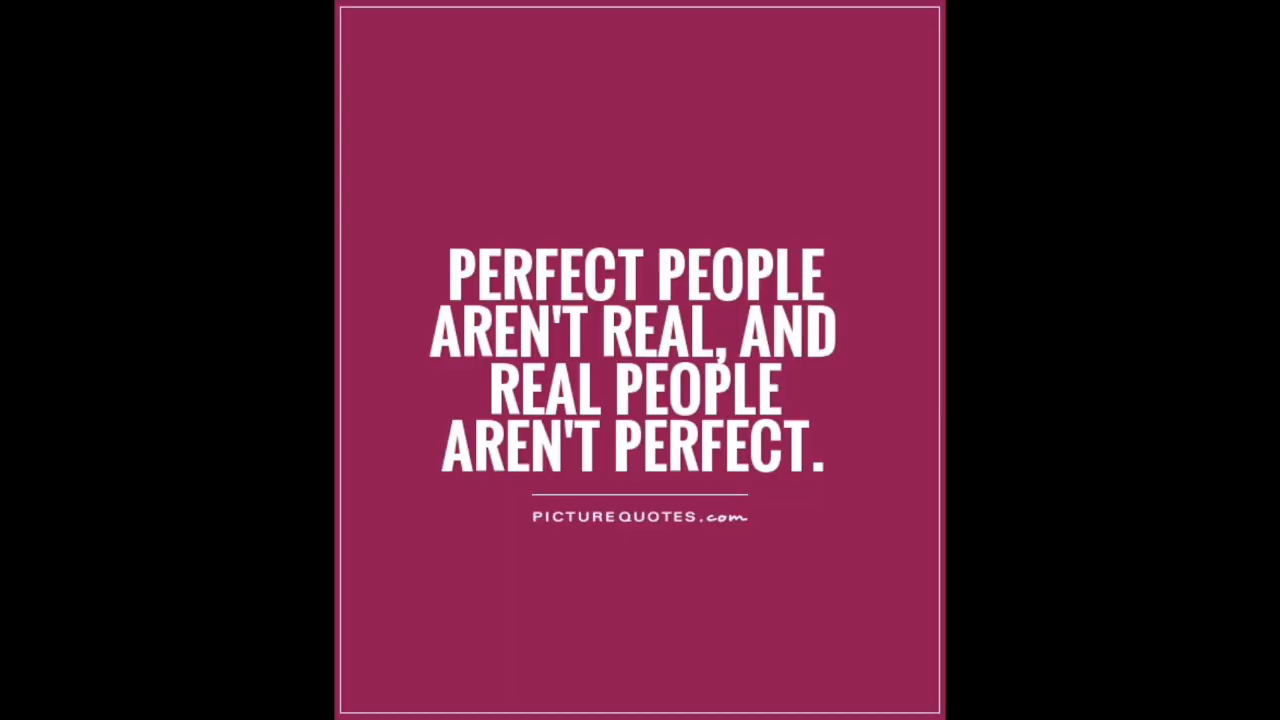 PERFECT PEOPLE
AREN'T REAL, AND
REAL PEOPLE
AREN'T PERFECT.
PICTUREQUOTES.com